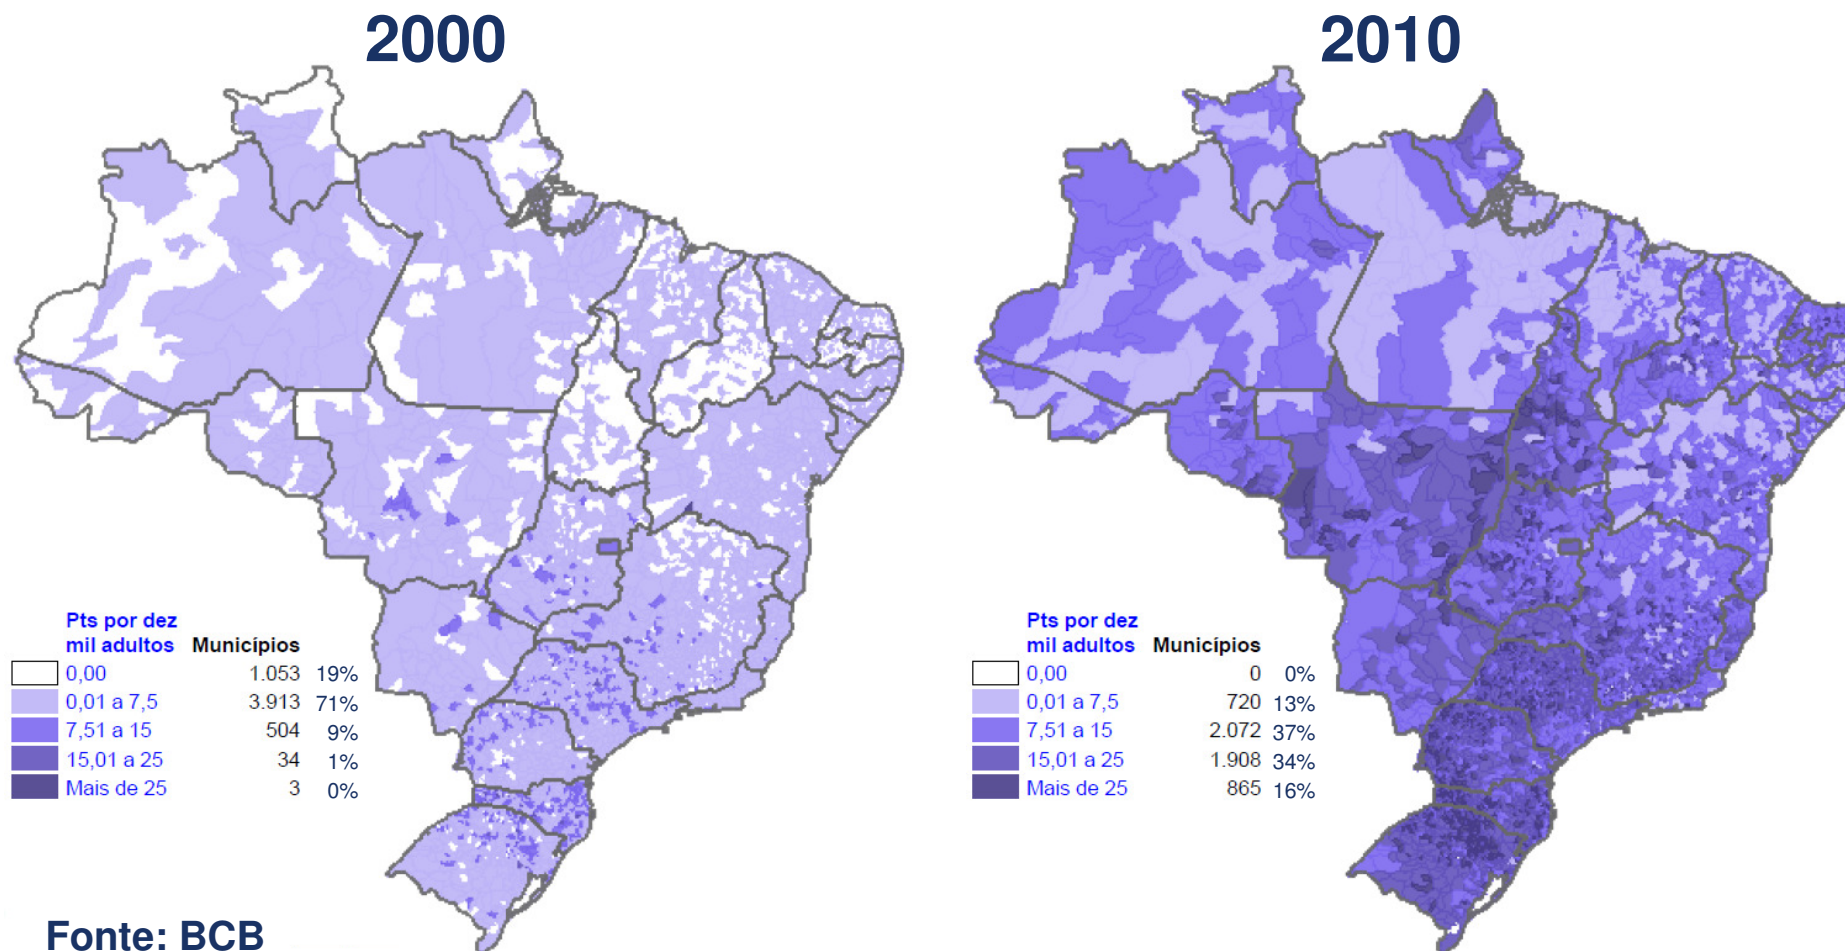 2000
2010
Pts por dez
mil adultos Municípios
0,00 1.053 19%
0,01 a 7,5 3.913 71%
7,51 a 15 504 9%
15,01 a 25 34 1%
Mais de 25 3 0%
Pts por dez
mil adultos Municípios
0,00 0 0%
0,01 a 7,5 720 13%
7,51 a 15 2.072 37%
15,01 a 25 1.908 34%
Mais de 25 865 16%
Fonte: BCB